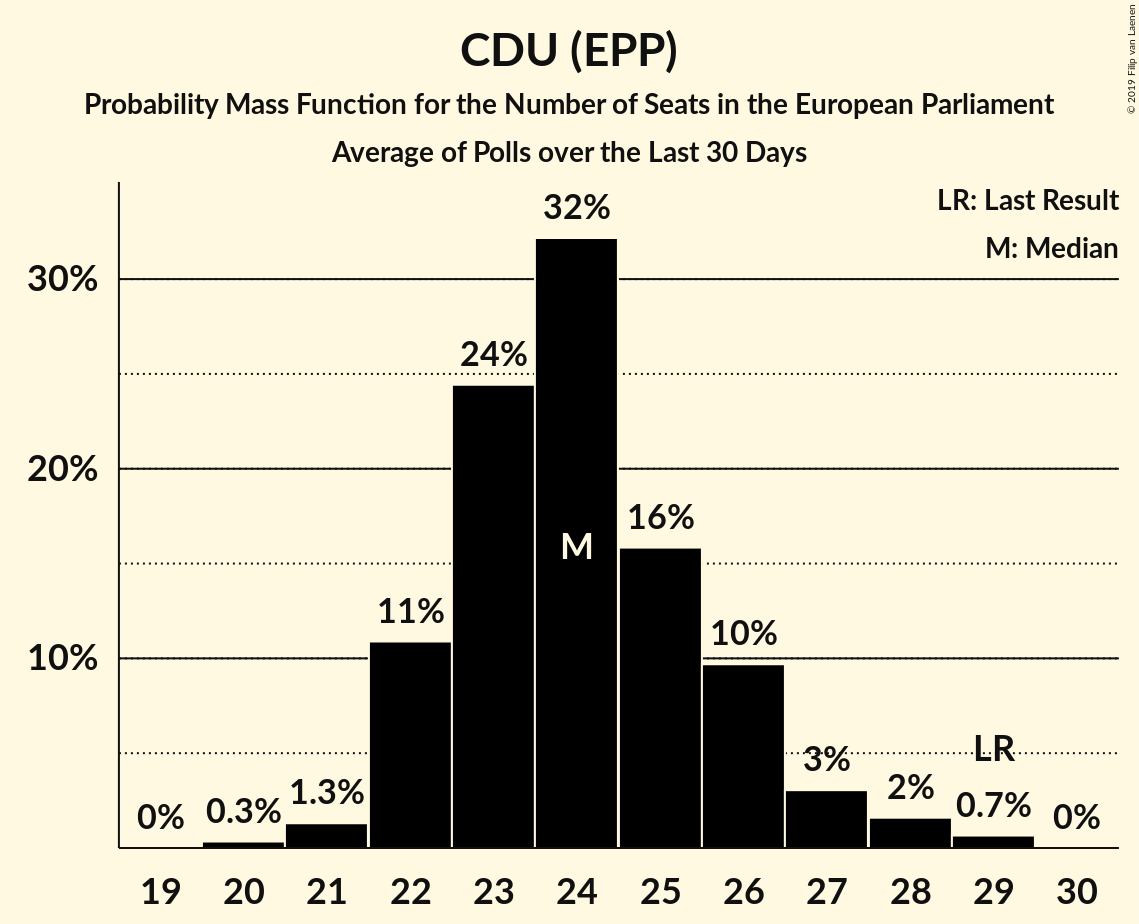 CDU (EPP)
Probability Mass Function for the Number of Seats in the European Parliament
Average of Polls over the Last 30 Days
© 2019 Filip van Laenen
LR: Last Result
M: Median
30%
20%
10%
0%
0.3%
1.3%
11%
24%
32%
M
16%
10%
3%
2%
LR
0.7%
0%
19 20 21 22 23 24 25 26 27 28 29 30